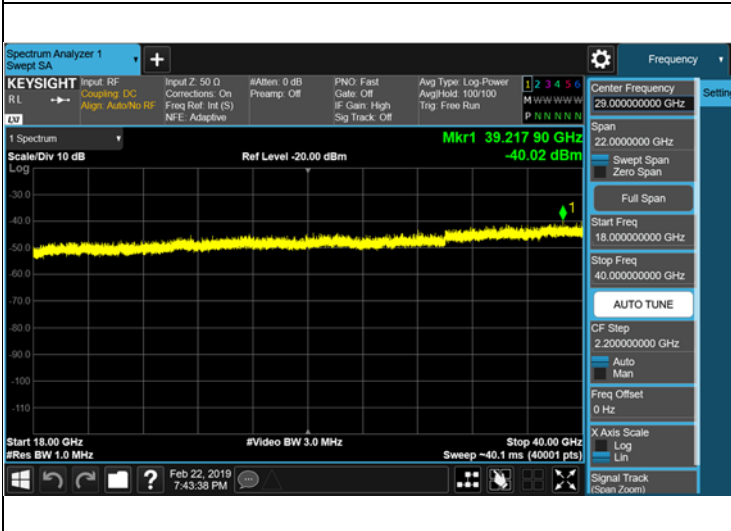 Spectrum Analyzer 1
Swept SA
+
Frequency
KEYSIGHT
RL
Input: RF
Coupling: DC
Align: Auto/No RF
Input Z: 50 Ω
Corrections: On
Freq Ref: Int (S)
NFE: Adaptive
#Atten: 0 dB
Preamp: Off
PNO: Fast
Gate: Off
IF Gain: High
Sig Track: Off
Avg Type: Log-Power
Avg|Hold: 100/100
Trig: Free Run
1 2 3 4 5 6
M W W W W W
P N N N N N
LXI
1 Spectrum
Scale/Div 10 dB
Log
Ref Level -20.00 dBm
Mkr1 39.217 90 GHz
-40.02 dBm
1
-30.0
-40.0
-50.0
-60.0
-70.0
-80.0
-90.0
-100
-110
Start 18.00 GHz
#Res BW 1.0 MHz
#Video BW 3.0 MHz
Stop 40.00 GHz
Sweep ~40.1 ms (40001 pts)
Center Frequency
29.000000000 GHz
Settin
Span
22.0000000 GHz
Swept Span
Zero Span
Full Span
Start Freq
18.000000000 GHz
Stop Freq
40.000000000 GHz
AUTO TUNE
CF Step
2.200000000 GHz
Auto
Man
Freq Offset
0 Hz
X Axis Scale
Log
Lin
Signal Track
(Span Zoom)
?
Feb 22, 2019
7:43:38 PM